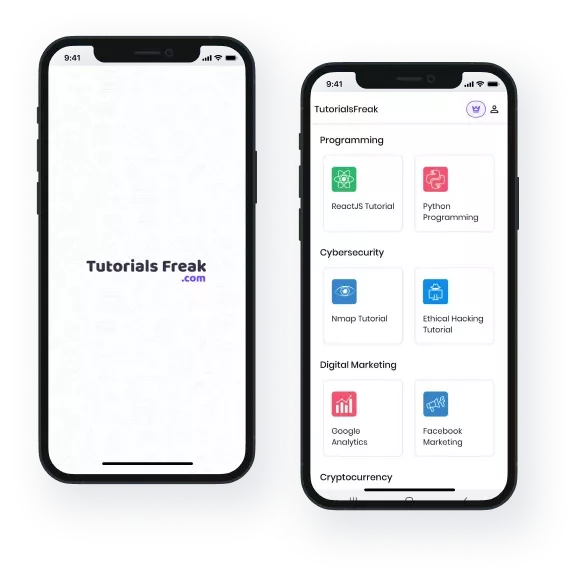 9:41
Tutorials Freak
.com
9:41
TutorialsFreak
Programming
ReactJS Tutorial
Python
Programming
Cybersecurity
Nmap Tutorial
Ethical Hacking
Tutorial
Digital Marketing
Google
Analytics
Facebook
Marketing
Cryptocurrency